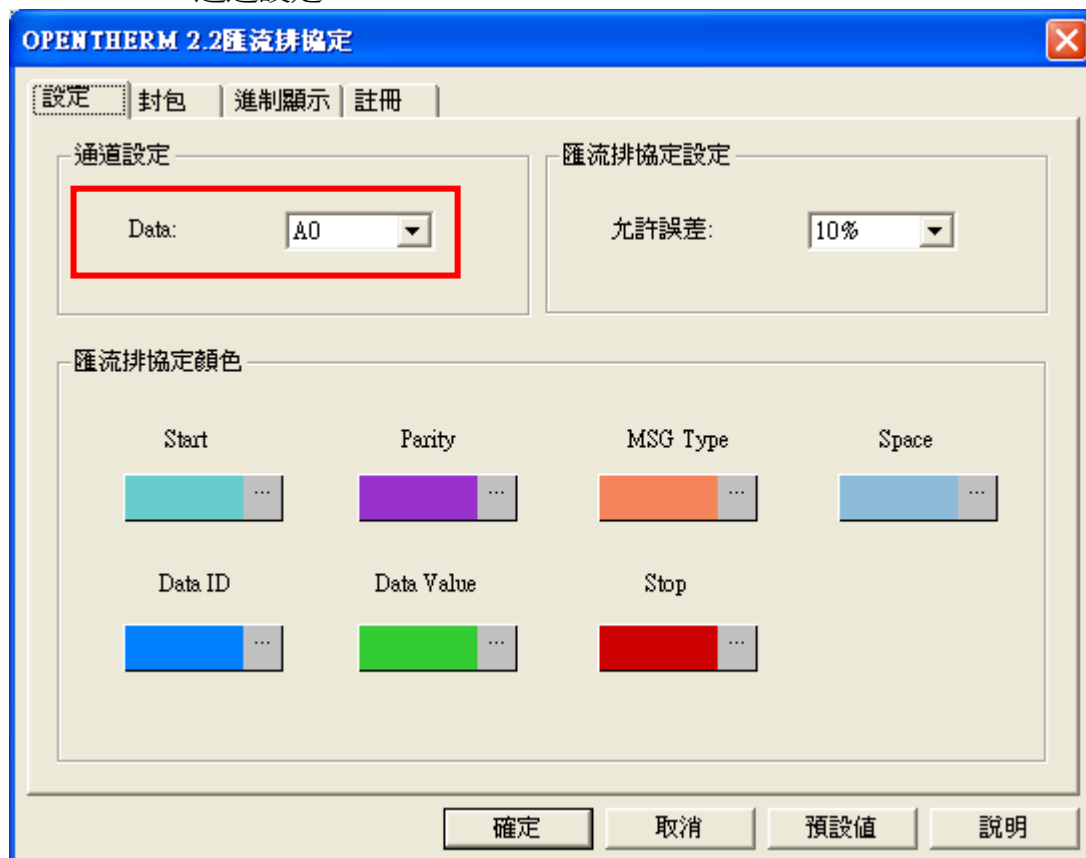 OPENTHERM 2.2匯流排協定
設定 封包 進制顯示 註冊
通道設定
Data: A0
匯流排協定設定
允許誤差: 10%
匯流排協定顏色
Start Parity MSG Type Space
... ... ... ...
Data ID Data Value Stop
... ... ...
確定 取消 預設值 說明